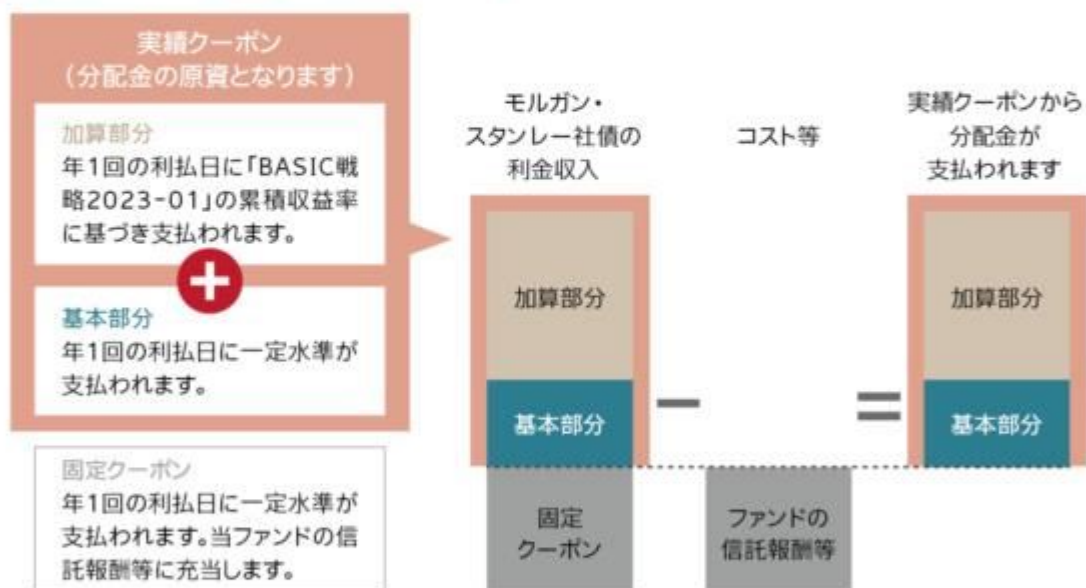 実績クーポン
(分配金の原資となります)
加算部分
年1回の利払日に「BASIC戦
略2023-01」の累積収益率
に基づき支払われます。
基本部分
年1回の利払日に一定水準が
支払われます。
固定クーポン
年1回の利払日に一定水準が
支払われます。当ファンドの信
託報酬等に充当します。
モルガン・
スタンレー社債の
利金収入
加算部分
基本部分
固定
クーポン
コスト等
ファンドの
信託報酬等
実績クーポンから
分配金が
支払われます
加算部分
基本部分